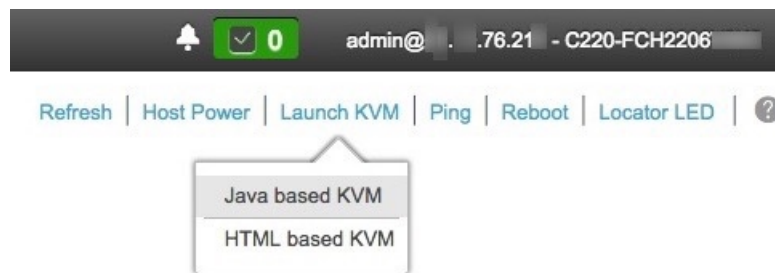 0 admin@ . .76.21 - C220-FCH2206
Refresh | Host Power | Launch KVM | Ping | Reboot | Locator LED | ?
Java based KVM
HTML based KVM